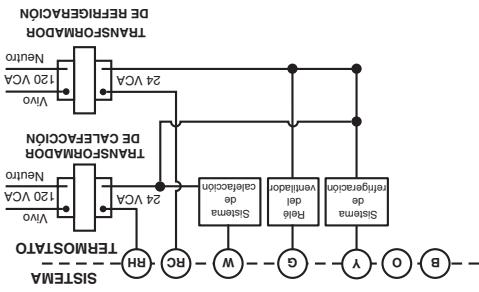 SISTEMA
B O Y G W RC RH TERMOSTATO
Sistema
de
refrigeración
Relé
del
ventilador
Sistema
de
calefacción
24 VCA
Vivo
120 VCA
Neutro
TRANSFORMADOR
DE CALEFACCIÓN
24 VCA
Vivo
120 VCA
Neutro
TRANSFORMADOR
DE REFRIGERACIÓN